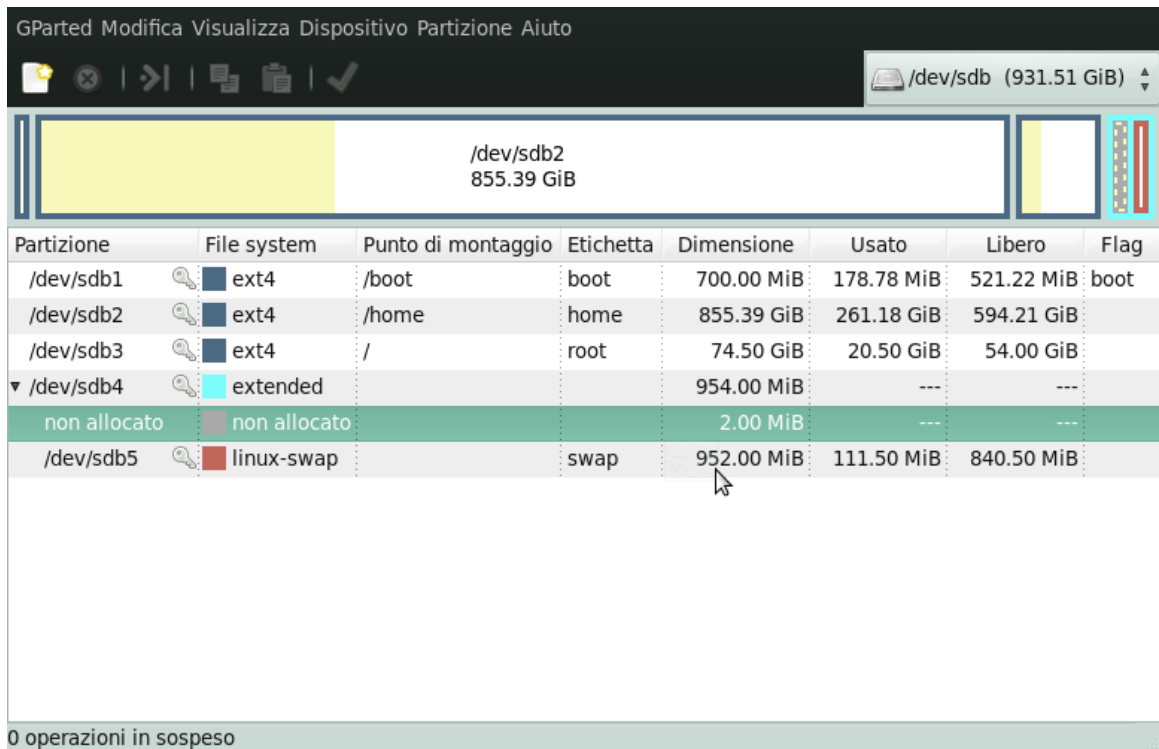 GParted Modifica Visualizza Dispositivo Partizione Aiuto
/dev/sdb (931.51 GiB)
/dev/sdb2
855.39 GiB
Partizione File system Punto di montaggio Etichetta Dimensione Usato Libero Flag
/dev/sdb1 ext4 /boot boot 700.00 MiB 178.78 MiB 521.22 MiB boot
/dev/sdb2 ext4 /home home 855.39 GiB 261.18 GiB 594.21 GiB
/dev/sdb3 ext4 / root 74.50 GiB 20.50 GiB 54.00 GiB
/dev/sdb4 extended 954.00 MiB --- ---
non allocato non allocato 2.00 MiB --- ---
/dev/sdb5 linux-swap swap 952.00 MiB 111.50 MiB 840.50 MiB
0 operazioni in sospeso